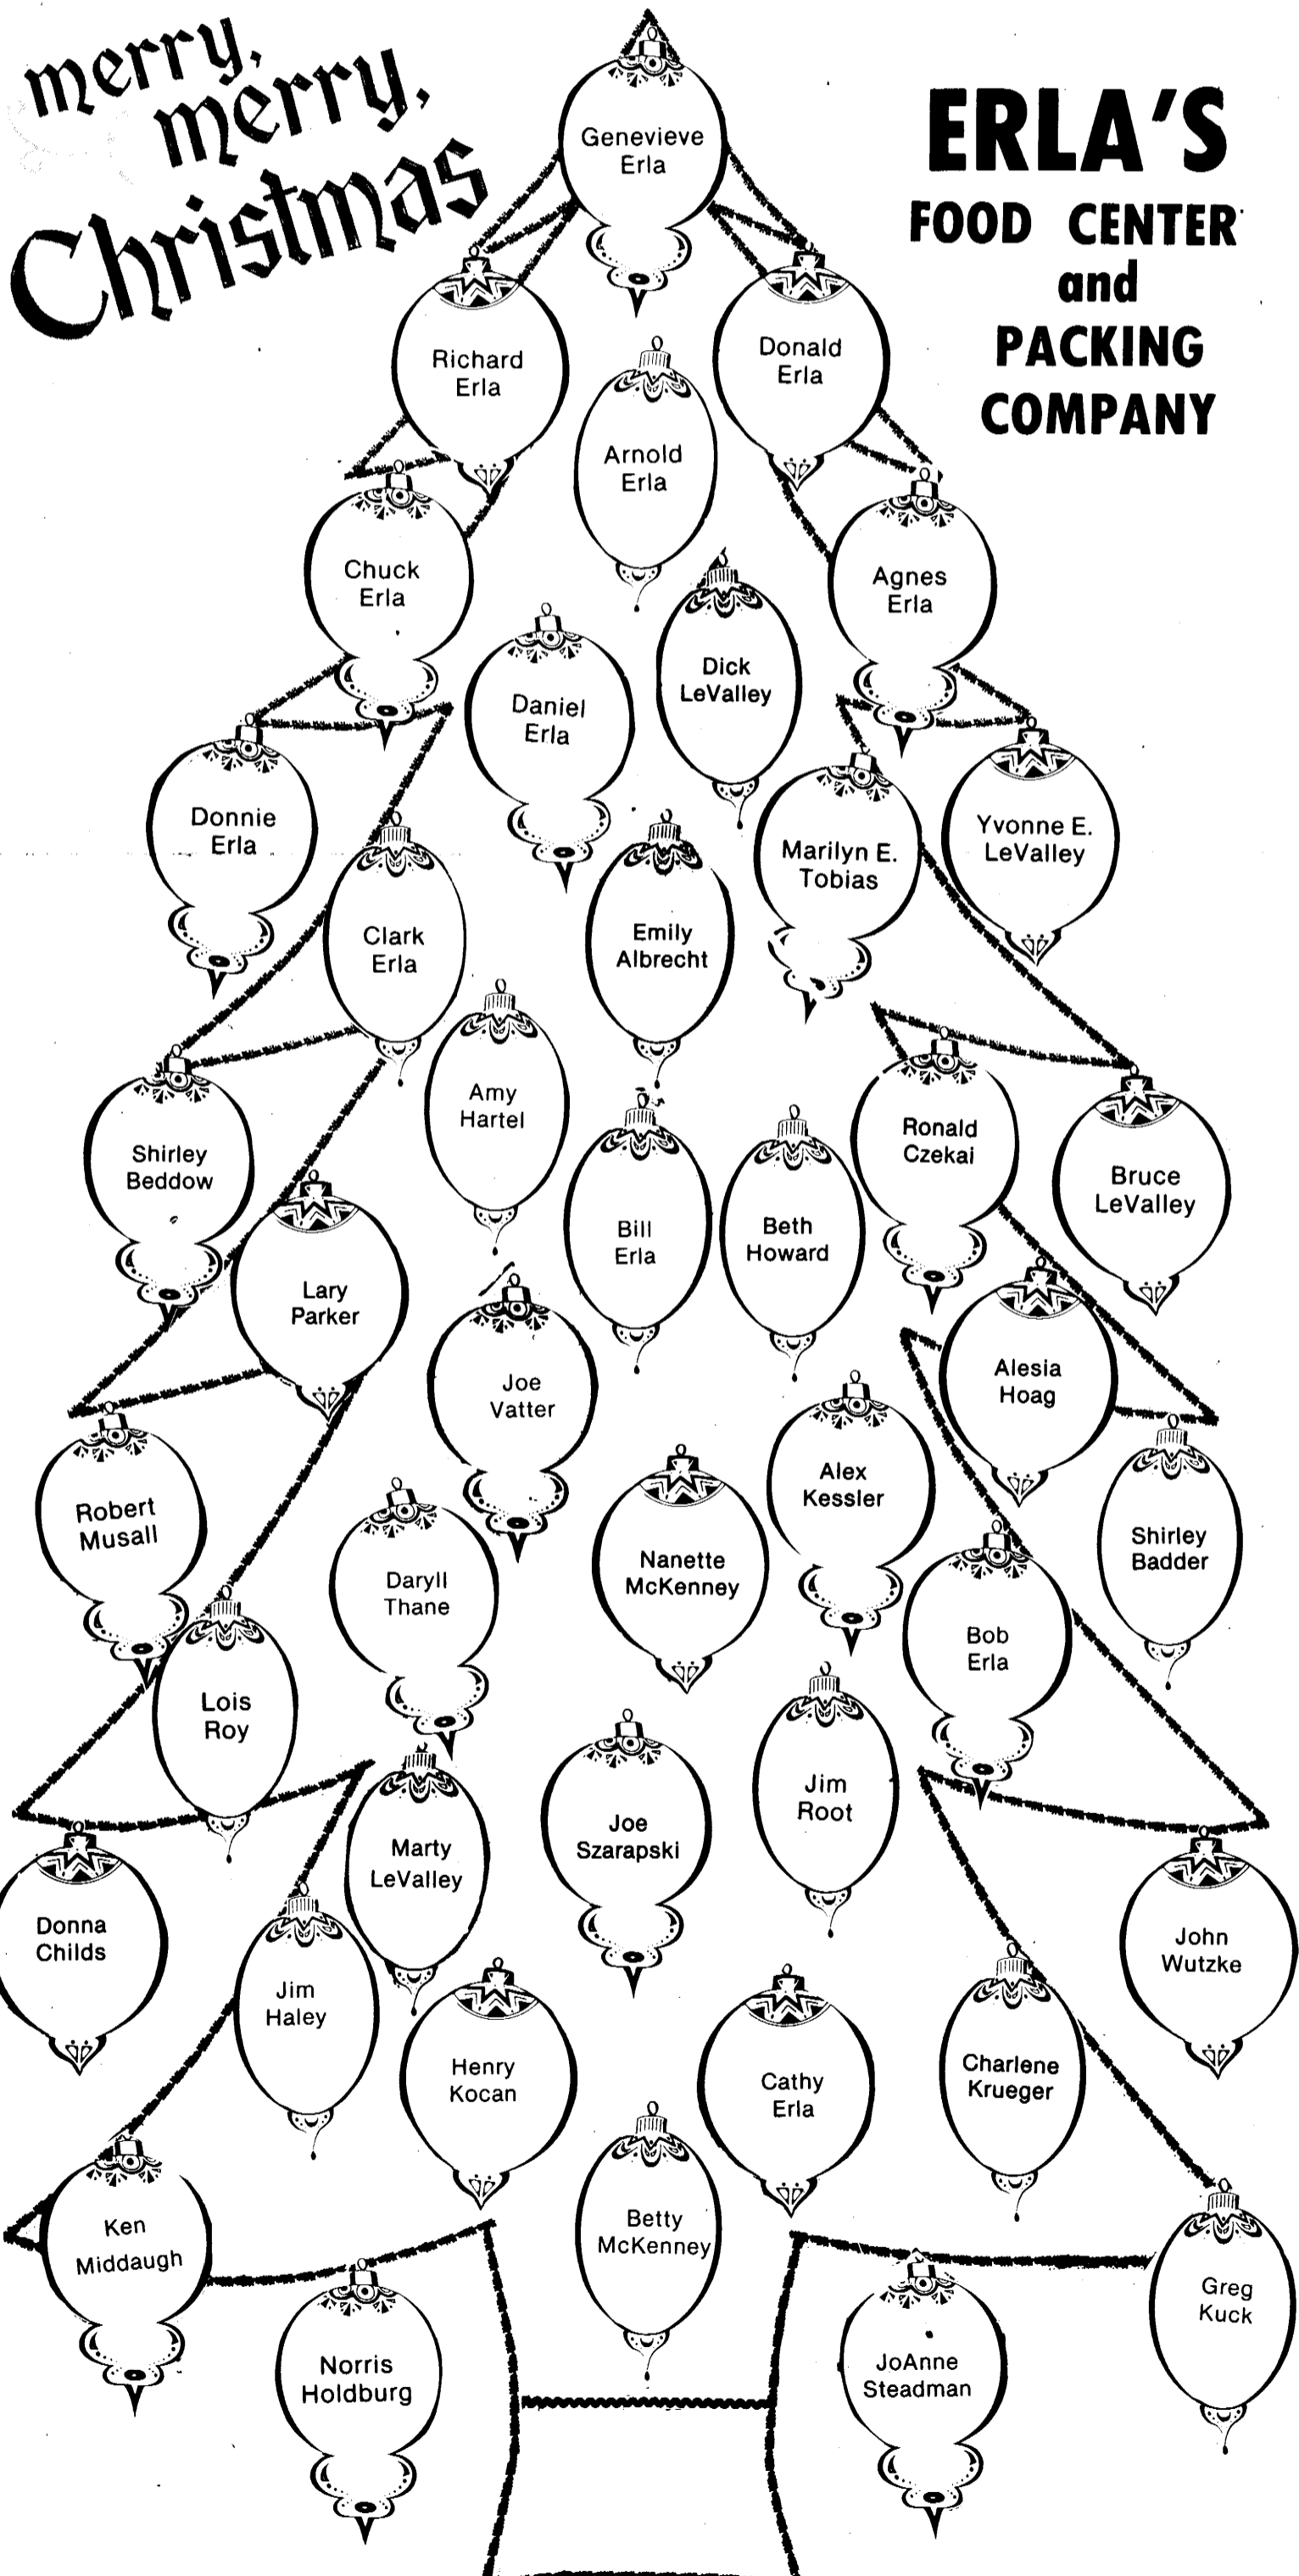 merry,
merry,
Christmas
ERLA'S
FOOD CENTER
and
PACKING
COMPANY
Genevieve
Erla
Richard
Erla
Donald
Erla
Arnold
Erla
Chuck
Erla
Agnes
Erla
Dick
LeValley
Daniel
Erla
Donnie
Erla
Marilyn E.
Tobias
Yvonne E.
LeValley
Clark
Erla
Emily
Albrecht
Amy
Hartel
Shirley
Beddow
Ronald
Czekai
Bruce
LeValley
Bill
Erla
Beth
Howard
Lary
Parker
Joe
Vatter
Alesia
Hoag
Robert
Musall
Alex
Kessler
Daryll
Thane
Nanette
McKenney
Shirley
Badder
Bob
Erla
Lois
Roy
Jim
Root
Joe
Szarapski
Marty
LeValley
Donna
Childs
John
Wutzke
Jim
Haley
Henry
Kocan
Cathy
Erla
Charlene
Krueger
Ken
Middaugh
Betty
McKenney
Greg
Kuck
Norris
Holdburg
JoAnne
Steadman